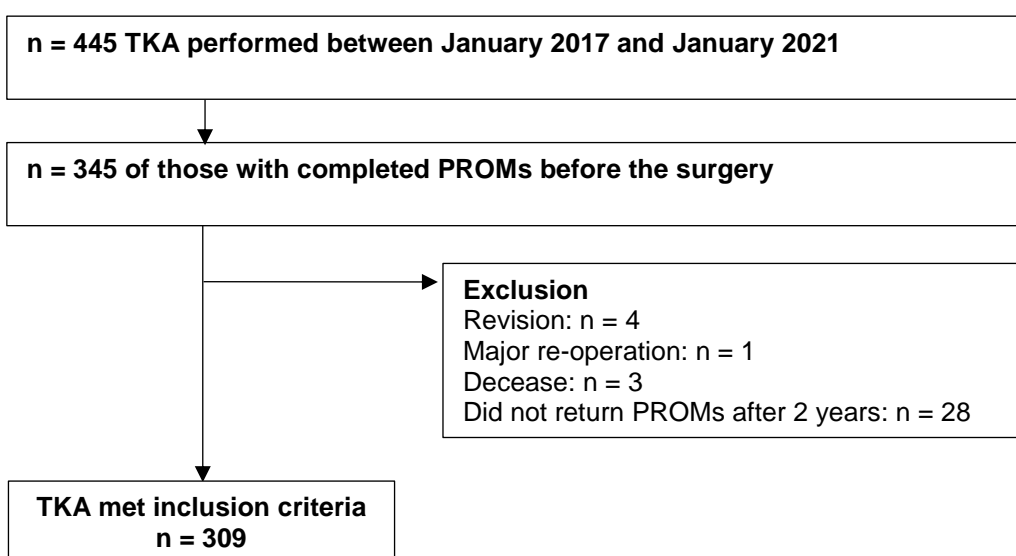 n = 445 TKA performed between January 2017 and January 2021
n = 345 of those with completed PROMs before the surgery
Exclusion
Revision: n = 4
Major re-operation: n = 1
Decease: n = 3
Did not return PROMs after 2 years: n = 28
TKA met inclusion criteria
n = 309